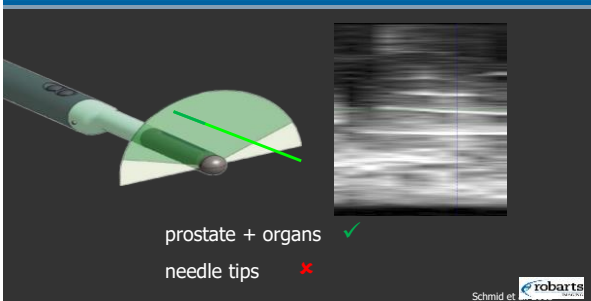 prostate + organs ✓
needle tips ✘
Schmid et
robarts